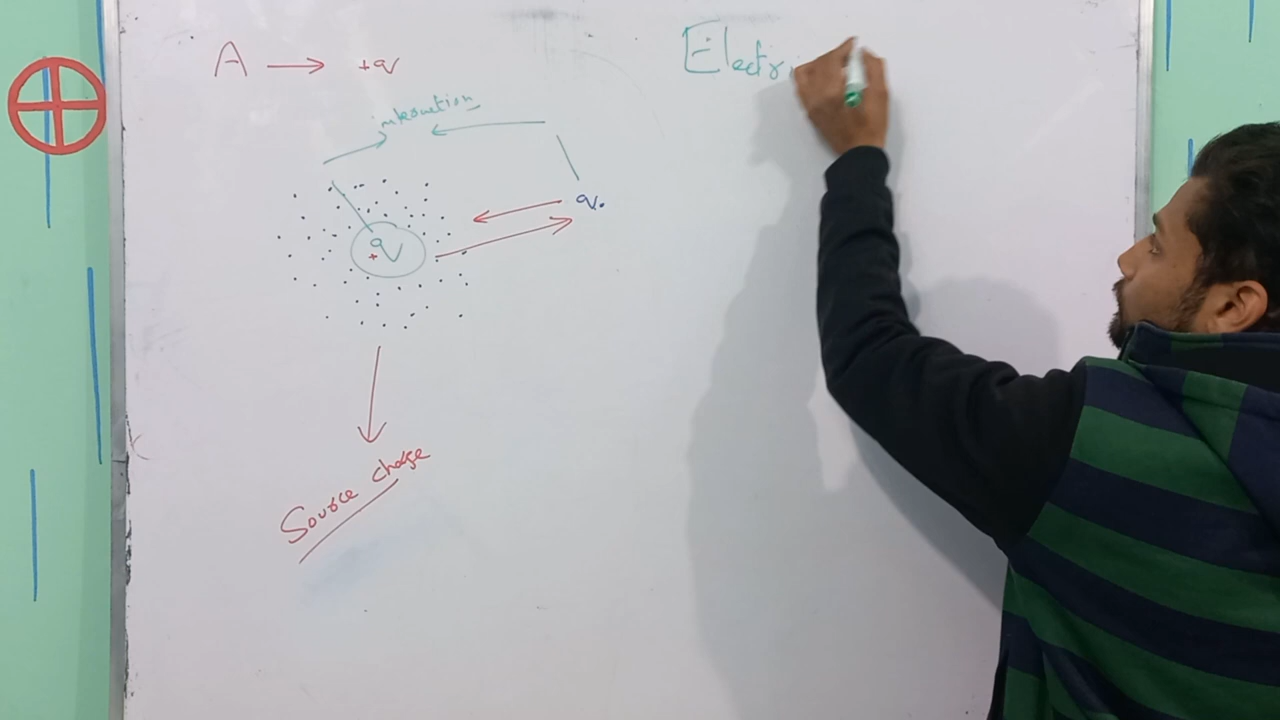 A → +q
Electr
interaction
q₀
+q
Source charge